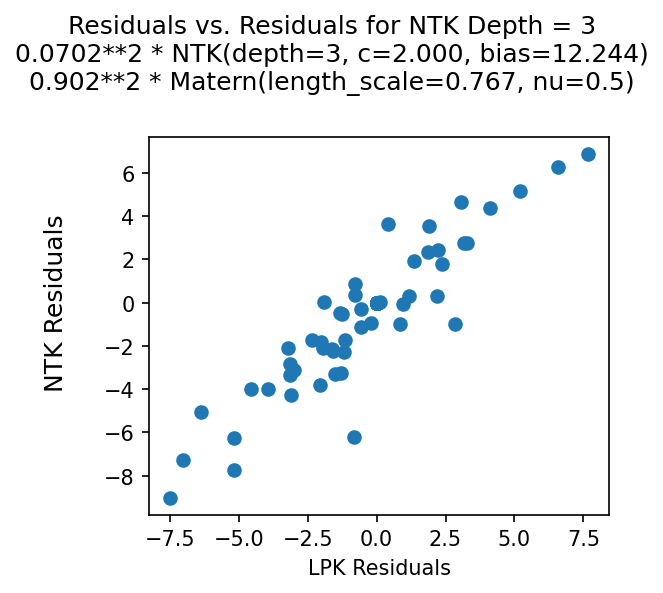 Residuals vs. Residuals for NTK Depth = 3
0.0702**2 * NTK(depth=3, c=2.000, bias=12.244)
0.902**2 * Matern(length_scale=0.767, nu=0.5)
NTK Residuals
6
4
2
0
−2
−4
−6
−8
−7.5 −5.0 −2.5 0.0 2.5 5.0 7.5
LPK Residuals